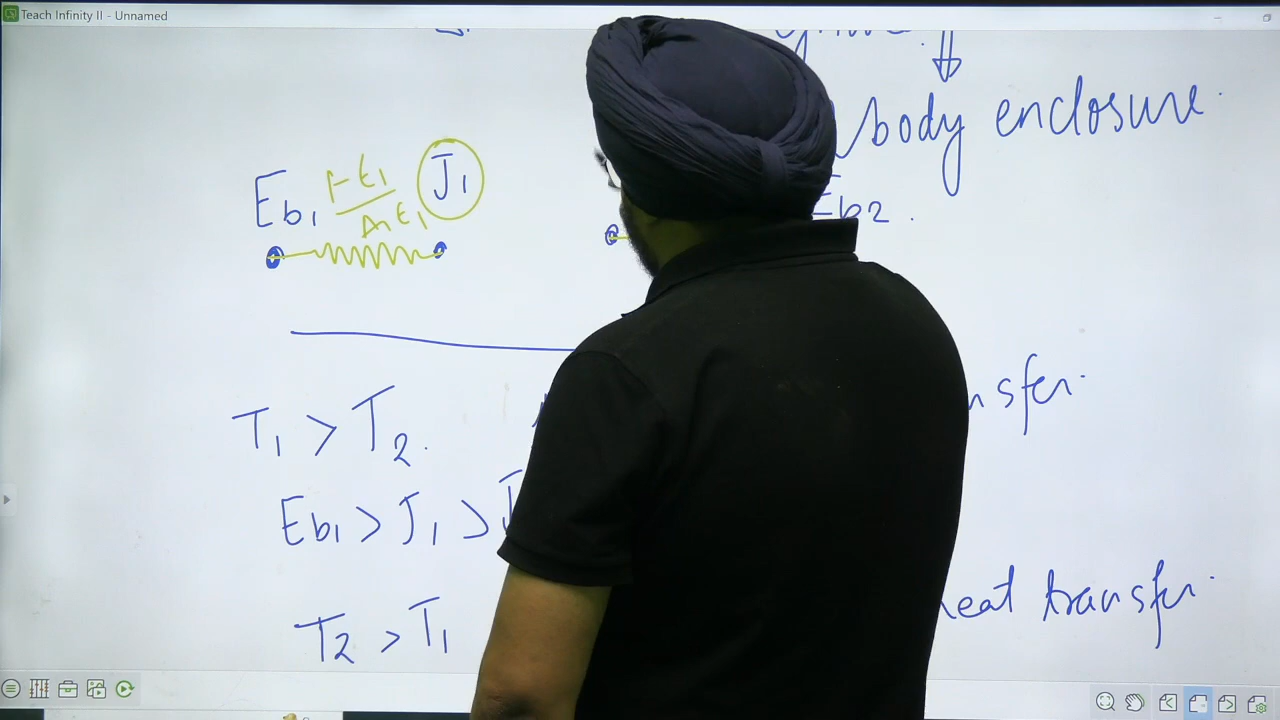 Teach Infinity II - Unnamed
body enclosure.
Eb1 1-ε1 J1
A1ε1
Eb2.
T1 > T2.
nsfer.
Eb1 > J1 > J
T2 > T1
heat transfer.